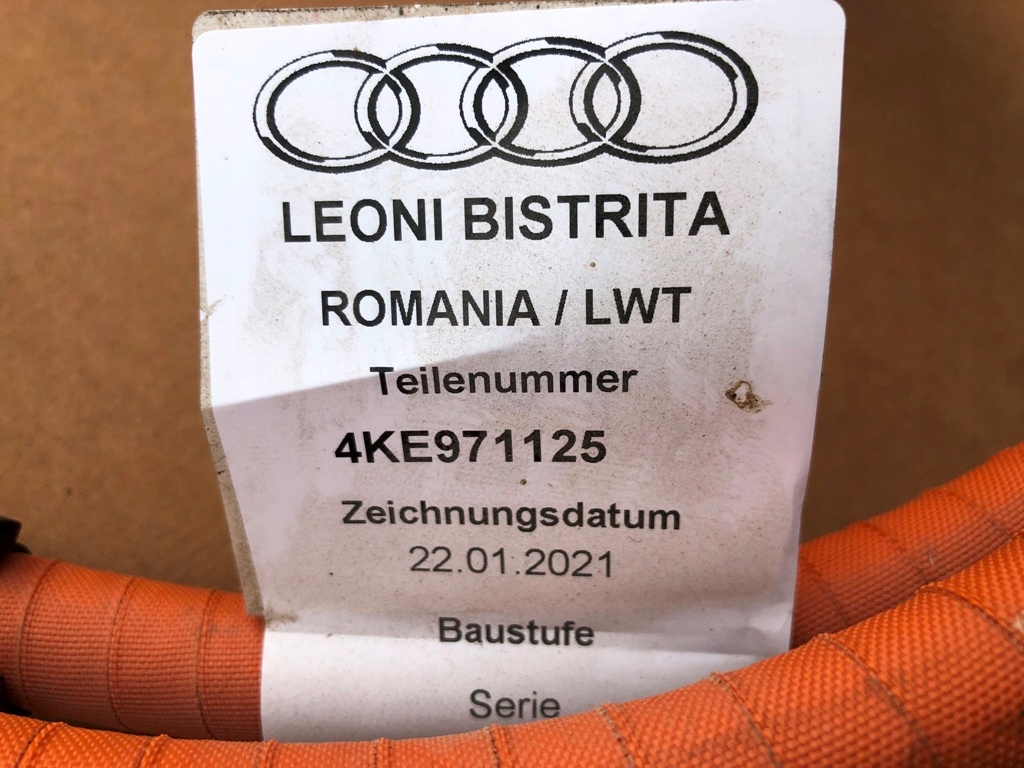 LEONI BISTRITA
ROMANIA / LWT
Teilenummer
4KE971125
Zeichnungsdatum
22.01.2021
Baustufe
Serie